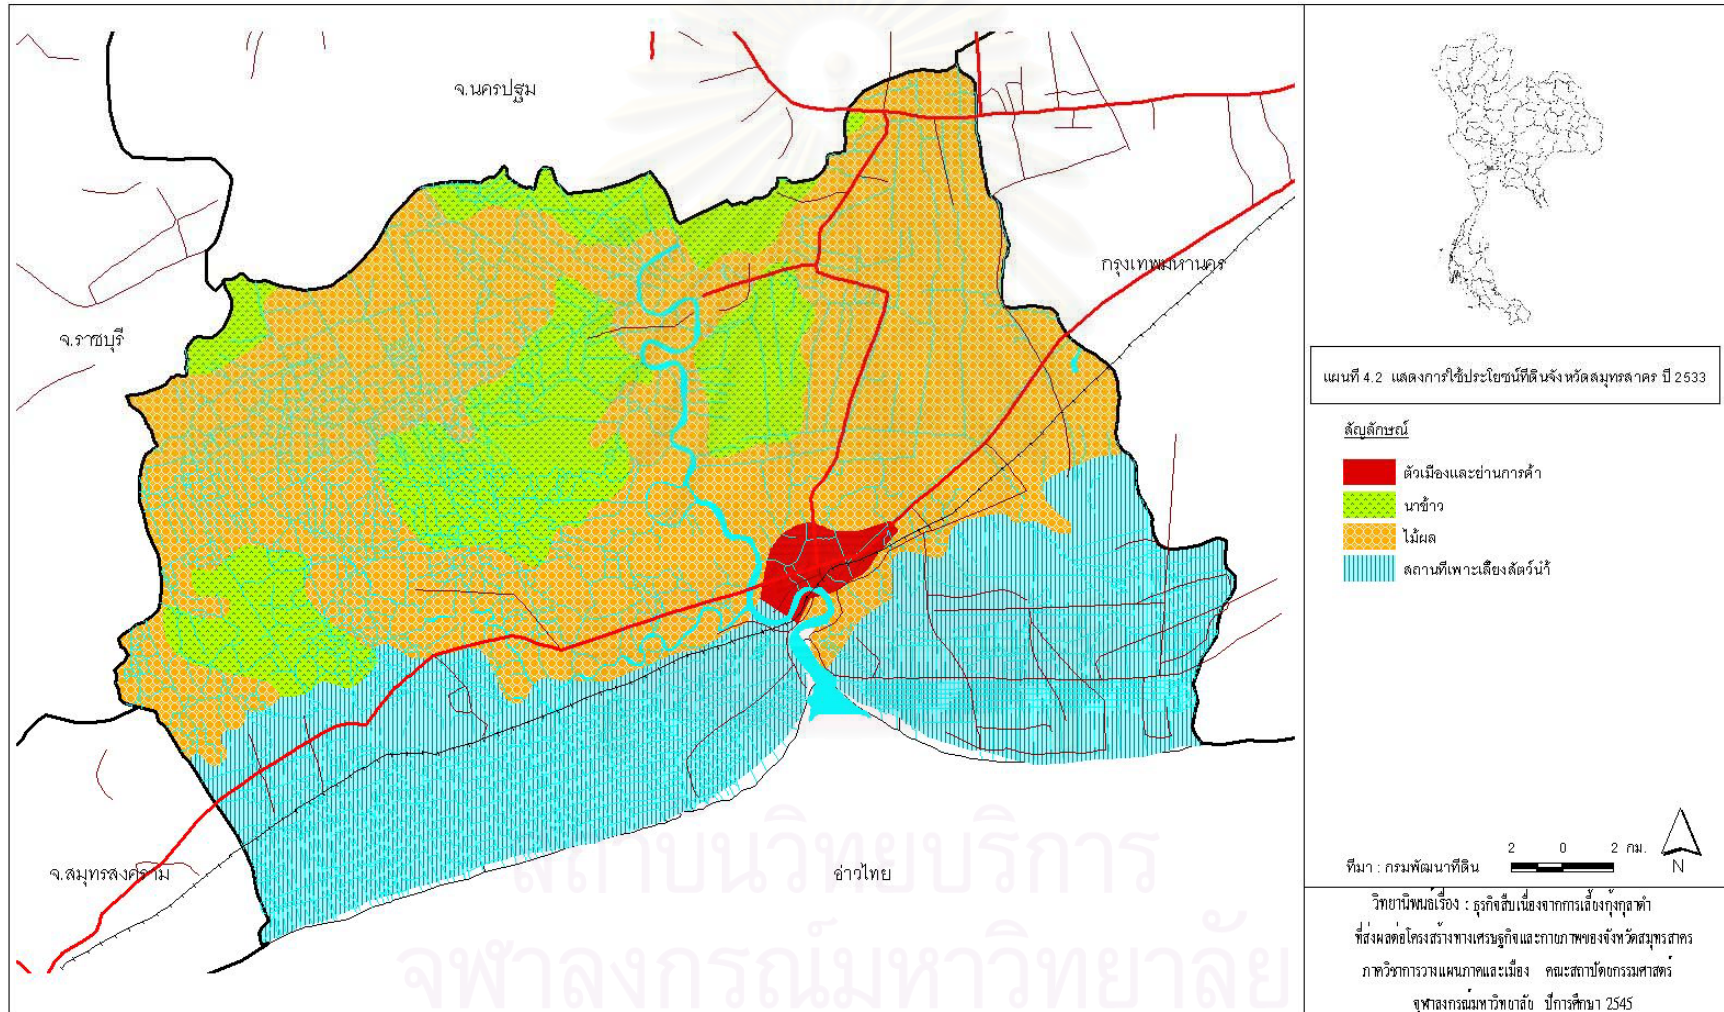 จ.นครปฐม
กรุงเทพมหานคร
จ.ราชบุรี
จ.สมุทรสงคราม
อ่าวไทย
สถาบันวิทยบริการ
จุฬาลงกรณ์มหาวิทยาลัย
แผนที่ 4.2 แสดงการใช้ประโยชน์ที่ดินจังหวัดสมุทรสาคร ปี 2533
สัญลักษณ์
ตัวเมืองและย่านการค้า
นาข้าว
ไม้ผล
สถานที่เพาะเลี้ยงสัตว์น้ำ
2 0 2 กม.
N
ที่มา : กรมพัฒนาที่ดิน
วิทยานิพนธ์เรื่อง : ธุรกิจสืบเนื่องจากการเลี้ยงกุ้งกุลาดำ
ที่ส่งผลต่อโครงสร้างทางเศรษฐกิจและกายภาพของจังหวัดสมุทรสาคร
ภาควิชาการวางแผนภาคและเมือง คณะสถาปัตยกรรมศาสตร์
จุฬาลงกรณ์มหาวิทยาลัย ปีการศึกษา 2545